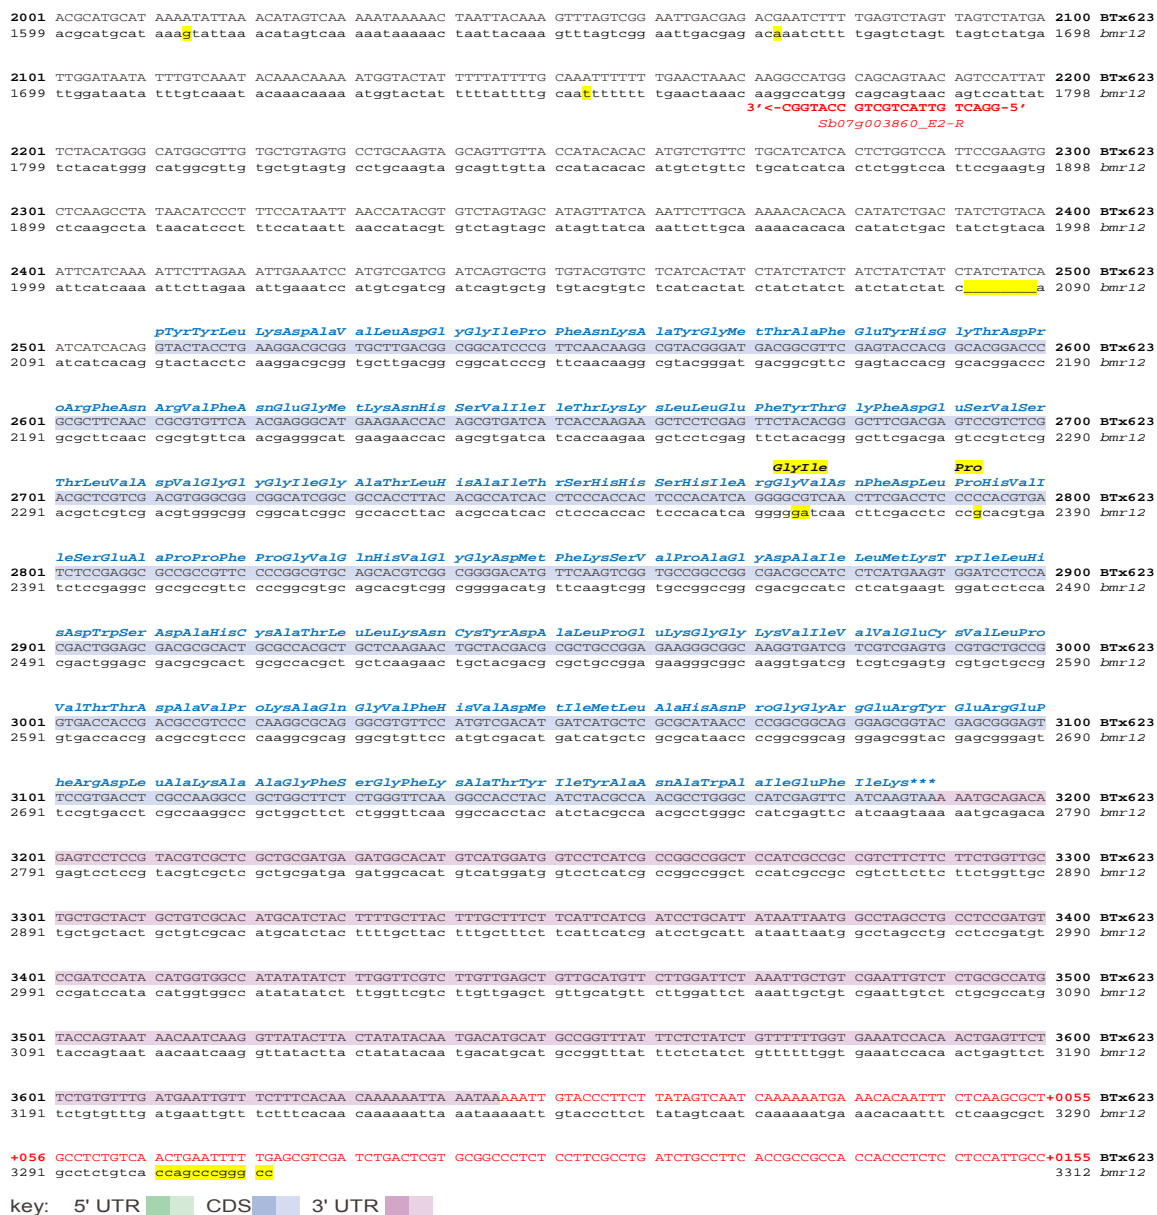 2001 ACGCATGCAT AAAATATTAA ACATAGTCAA AAATAAAAAC TAATTACAAA GTTTAGTCGG AATTGACGAG ACGAATCTTT TGAGTCTAGT TAGTCTATGA 2100 BTx623
1599 acgcatgcat aaagtattaa acatagtcaa aaataaaaac taattacaaa gtttagtcgg aattgacgag acaaatcttt tgagtctagt tagtctatga 1698 bmr12
2101 TTGGATAATA TTTGTCAAAT ACAAACAAAA ATGGTACTAT TTTTATTTTG CAAATTTTTT TGAACTAAAC AAGGCCATGG CAGCAGTAAC AGTCCATTAT 2200 BTx623
1699 ttggataata tttgtcaaat acaaacaaaa atggtactat ttttattttg caattttttt tgaactaaac aaggccatgg cagcagtaac agtccattat 1798 bmr12
3’<-CGGTACC GTCGTCATTG TCAGG-5’
Sb07g003860_E2-R
2201 TCTACATGGG CATGGCGTTG TGCTGTAGTG CCTGCAAGTA GCAGTTGTTA CCATACACAC ATGTCTGTTC TGCATCATCA CTCTGGTCCA TTCCGAAGTG 2300 BTx623
1799 tctacatggg catggcgttg tgctgtagtg cctgcaagta gcagttgtta ccatacacac atgtctgttc tgcatcatca ctctggtcca ttccgaagtg 1898 bmr12
2301 CTCAAGCCTA TAACATCCCT TTCCATAATT AACCATACGT GTCTAGTAGC ATAGTTATCA AATTCTTGCA AAAACACACA CATATCTGAC TATCTGTACA 2400 BTx623
1899 ctcaagccta taacatccct ttccataatt aaccatacgt gtctagtagc atagttatca aattcttgca aaaacacaca catatctgac tatctgtaca 1998 bmr12
2401 ATTCATCAAA ATTCTTAGAA ATTGAAATCC ATGTCGATCG ATCAGTGCTG TGTACGTGTC TCATCACTAT CTATCTATCT ATCTATCTAT CTATCTATCA 2500 BTx623
1999 attcatcaaa attcttagaa attgaaatcc atgtcgatcg atcagtgctg tgtacgtgtc tcatcactat ctatctatct atctatctat c________a 2090 bmr12
pTyrTyrLeu LysAspAlaV alLeuAspGl yGlyIlePro PheAsnLysA laTyrGlyMe tThrAlaPhe GluTyrHisG lyThrAspPr
2501 ATCATCACAG GTACTACCTG AAGGACGCGG TGCTTGACGG CGGCATCCCG TTCAACAAGG CGTACGGGAT GACGGCGTTC GAGTACCACG GCACGGACCC 2600 BTx623
2091 atcatcacag gtactacctc aaggacgcgg tgcttgacgg cggcatcccg ttcaacaagg cgtacgggat gacggcgttc gagtaccacg gcacggaccc 2190 bmr12
oArgPheAsn ArgValPheA snGluGlyMe tLysAsnHis SerValIleI leThrLysLy sLeuLeuGlu PheTyrThrG lyPheAspGl uSerValSer
2601 GCGCTTCAAC CGCGTGTTCA ACGAGGGCAT GAAGAACCAC AGCGTGATCA TCACCAAGAA GCTCCTCGAG TTCTACACGG GCTTCGACGA GTCCGTCTCG 2700 BTx623
2191 gcgcttcaac cgcgtgttca acgagggcat gaagaaccac agcgtgatca tcaccaagaa gctcctcgag ttctacacgg gcttcgacga gtccgtctcg 2290 bmr12
GlyIle Pro
ThrLeuValA spValGlyGl yGlyIleGly AlaThrLeuH isAlaIleTh rSerHisHis SerHisIleA rgGlyValAs nPheAspLeu ProHisValI
2701 ACGCTCGTCG ACGTGGGCGG CGGCATCGGC GCCACCTTAC ACGCCATCAC CTCCCACCAC TCCCACATCA GGGGCGTCAA CTTCGACCTC CCCCACGTGA 2800 BTx623
2291 acgctcgtcg acgtgggcgg cggcatcggc gccaccttac acgccatcac ctcccaccac tcccacatca gggggatcaa cttcgacctc ccgcacgtga 2390 bmr12
leSerGluAl aProProPhe ProGlyValG lnHisValGl yGlyAspMet PheLysSerV alProAlaGl yAspAlaIle LeuMetLysT rpIleLeuHi
2801 TCTCCGAGGC GCCGCCGTTC CCCGGCGTGC AGCACGTCGG CGGGGACATG TTCAAGTCGG TGCCGGCCGG CGACGCCATC CTCATGAAGT GGATCCTCCA 2900 BTx623
2391 tctccgaggc gccgccgttc cccggcgtgc agcacgtcgg cggggacatg ttcaagtcgg tgccggccgg cgacgccatc ctcatgaagt ggatcctcca 2490 bmr12
sAspTrpSer AspAlaHisC ysAlaThrLe uLeuLysAsn CysTyrAspA laLeuProGl uLysGlyGly LysValIleV alValGluCy sValLeuPro
2901 CGACTGGAGC GACGCGCACT GCGCCACGCT GCTCAAGAAC TGCTACGACG CGCTGCCGGA GAAGGGCGGC AAGGTGATCG TCGTCGAGTG CGTGCTGCCG 3000 BTx623
2491 cgactggagc gacgcgcact gcgccacgct gctcaagaac tgctacgacg cgctgccgga gaagggcggc aaggtgatcg tcgtcgagtg cgtgctgccg 2590 bmr12
ValThrThrA spAlaValPr oLysAlaGln GlyValPheH isValAspMe tIleMetLeu AlaHisAsnP roGlyGlyAr gGluArgTyr GluArgGluP
3001 GTGACCACCG ACGCCGTCCC CAAGGCGCAG GGCGTGTTCC ATGTCGACAT GATCATGCTC GCGCATAACC CCGGCGGCAG GGAGCGGTAC GAGCGGGAGT 3100 BTx623
2591 gtgaccaccg acgccgtccc caaggcgcag ggcgtgttcc atgtcgacat gatcatgctc gcgcataacc ccggcggcag ggagcggtac gagcgggagt 2690 bmr12
heArgAspLe uAlaLysAla AlaGlyPheS erGlyPheLy sAlaThrTyr IleTyrAlaA snAlaTrpAl aIleGluPhe IleLys***
3101 TCCGTGACCT CGCCAAGGCC GCTGGCTTCT CTGGGTTCAA GGCCACCTAC ATCTACGCCA ACGCCTGGGC CATCGAGTTC ATCAAGTAAA AATGCAGACA 3200 BTx623
2691 tccgtgacct cgccaaggcc gctggcttct ctgggttcaa ggccacctac atctacgcca acgcctgggc catcgagttc atcaagtaaa aatgcagaca 2790 bmr12
3201 GAGTCCTCCG TACGTCGCTC GCTGCGATGA GATGGCACAT GTCATGGATG GTCCTCATCG CCGGCCGGCT CCATCGCCGC CGTCTTCTTC TTCTGGTTGC 3300 BTx623
2791 gagtcctccg tacgtcgctc gctgcgatga gatggcacat gtcatggatg gtcctcatcg ccggccggct ccatcgccgc cgtcttcttc ttctggttgc 2890 bmr12
3301 TGCTGCTACT GCTGTCGCAC ATGCATCTAC TTTTGCTTAC TTTGCTTTCT TCATTCATCG ATCCTGCATT ATAATTAATG GCCTAGCCTG CCTCCGATGT 3400 BTx623
2891 tgctgctact gctgtcgcac atgcatctac ttttgcttac tttgctttct tcattcatcg atcctgcatt ataattaatg gcctagcctg cctccgatgt 2990 bmr12
3401 CCGATCCATA CATGGTGGCC ATATATATCT TTGGTTCGTC TTGTTGAGCT GTTGCATGTT CTTGGATTCT AAATTGCTGT CGAATTGTCT CTGCGCCATG 3500 BTx623
2991 ccgatccata catggtggcc atatatatct ttggttcgtc ttgttgagct gttgcatgtt cttggattct aaattgctgt cgaattgtct ctgcgccatg 3090 bmr12
3501 TACCAGTAAT AACAATCAAG GTTATACTTA CTATATACAA TGACATGCAT GCCGGTTTAT TTCTCTATCT GTTTTTTGGT GAAATCCACA ACTGAGTTCT 3600 BTx623
3091 taccagtaat aacaatcaag gttatactta ctatatacaa tgacatgcat gccggtttat ttctctatct gttttttggt gaaatccaca actgagttct 3190 bmr12
3601 TCTGTGTTTG ATGAATTGTT TCTTTCACAA CAAAAAATTA AATAAAAATT GTACCCTTCT TATAGTCAAT CAAAAAATGA AACACAATTT CTCAAGCGCT+0055 BTx623
3191 tctgtgtttg atgaattgtt tctttcacaa caaaaaatta aataaaaatt gtacccttct tatagtcaat caaaaaatga aacacaattt ctcaagcgct 3290 bmr12
+056 GCCTCTGTCA ACTGAATTTT TGAGCGTCGA TCTGACTCGT GCGGCCCTCT CCTTCGCCTG ATCTGCCTTC ACCGCCGCCA CCACCCTCTC CTCCATTGCC+0155 BTx623
3291 gcctctgtca ccagcccggg cc 3312 bmr12
key: 5' UTR CDS 3' UTR